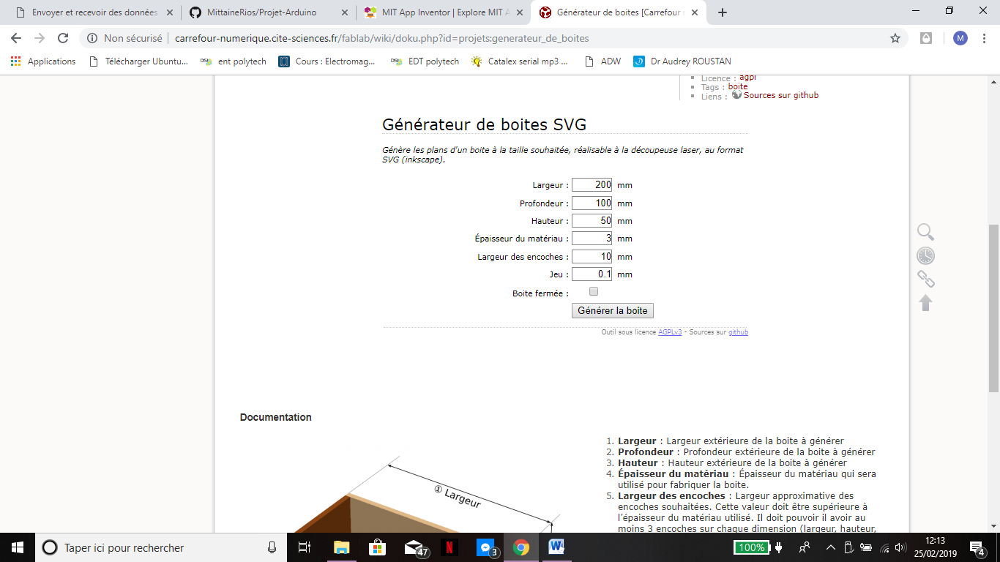 Envoyer et recevoir des données
MittaineRios/Projet-Arduino
MIT App Inventor | Explore MIT A
Générateur de boites [Carrefour
Non sécurisé | carrefour-numerique.cite-sciences.fr/fablab/wiki/doku.php?id=projets:generateur_de_boites
M
Applications
Télécharger Ubuntu...
ent polytech
Cours : Electromag...
EDT polytech
Catalex serial mp3 ...
ADW
Dr Audrey ROUSTAN
Licence : agpl
Tags : boite
Liens : Sources sur github
Générateur de boites SVG
Génère les plans d'un boite à la taille souhaitée, réalisable à la découpeuse laser, au format
SVG (inkscape).
Largeur : 200 mm
Profondeur : 100 mm
Hauteur : 50 mm
Épaisseur du matériau : 3 mm
Largeur des encoches : 10 mm
Jeu : 0.1 mm
Boite fermée :
Générer la boite
Outil sous licence AGPLv3 - Sources sur github
Documentation
① Largeur
1. Largeur : Largeur extérieure de la boite à générer
2. Profondeur : Profondeur extérieure de la boite à générer
3. Hauteur : Hauteur extérieure de la boite à générer
4. Épaisseur du matériau : Épaisseur du matériau qui sera
utilisé pour fabriquer la boite.
5. Largeur des encoches : Largeur approximative des
encoches souhaitées. Cette valeur doit être supérieure à
l'épaisseur du matériau utilisé. Il doit pouvoir il avoir au
moins 3 encoches sur chaque dimension (largeur, hauteur,
Taper ici pour rechercher
47
N
3
W
100%
12:13
25/02/2019
4